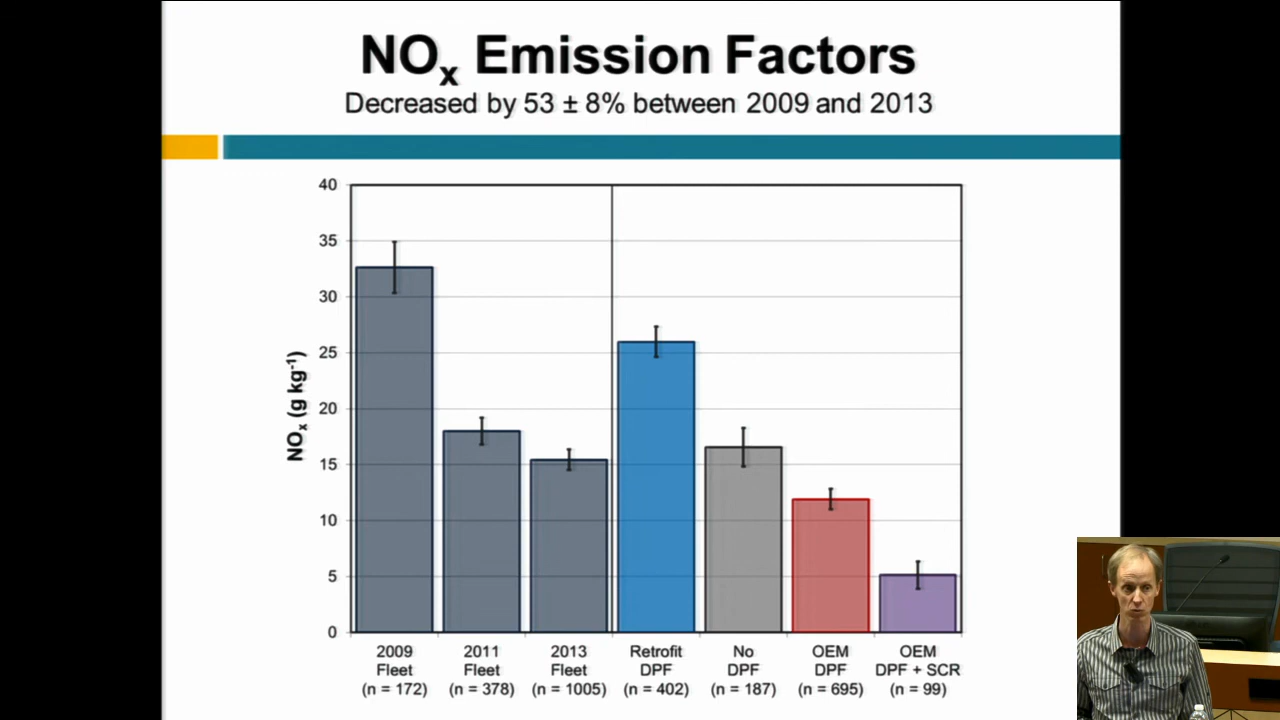 NOx Emission Factors
Decreased by 53 ± 8% between 2009 and 2013
NOx (g kg-1)
40
35
30
25
20
15
10
5
0
2009 Fleet (n = 172)
2011 Fleet (n = 378)
2013 Fleet (n = 1005)
Retrofit DPF (n = 402)
No DPF (n = 187)
OEM DPF (n = 695)
OEM DPF + SCR (n = 99)